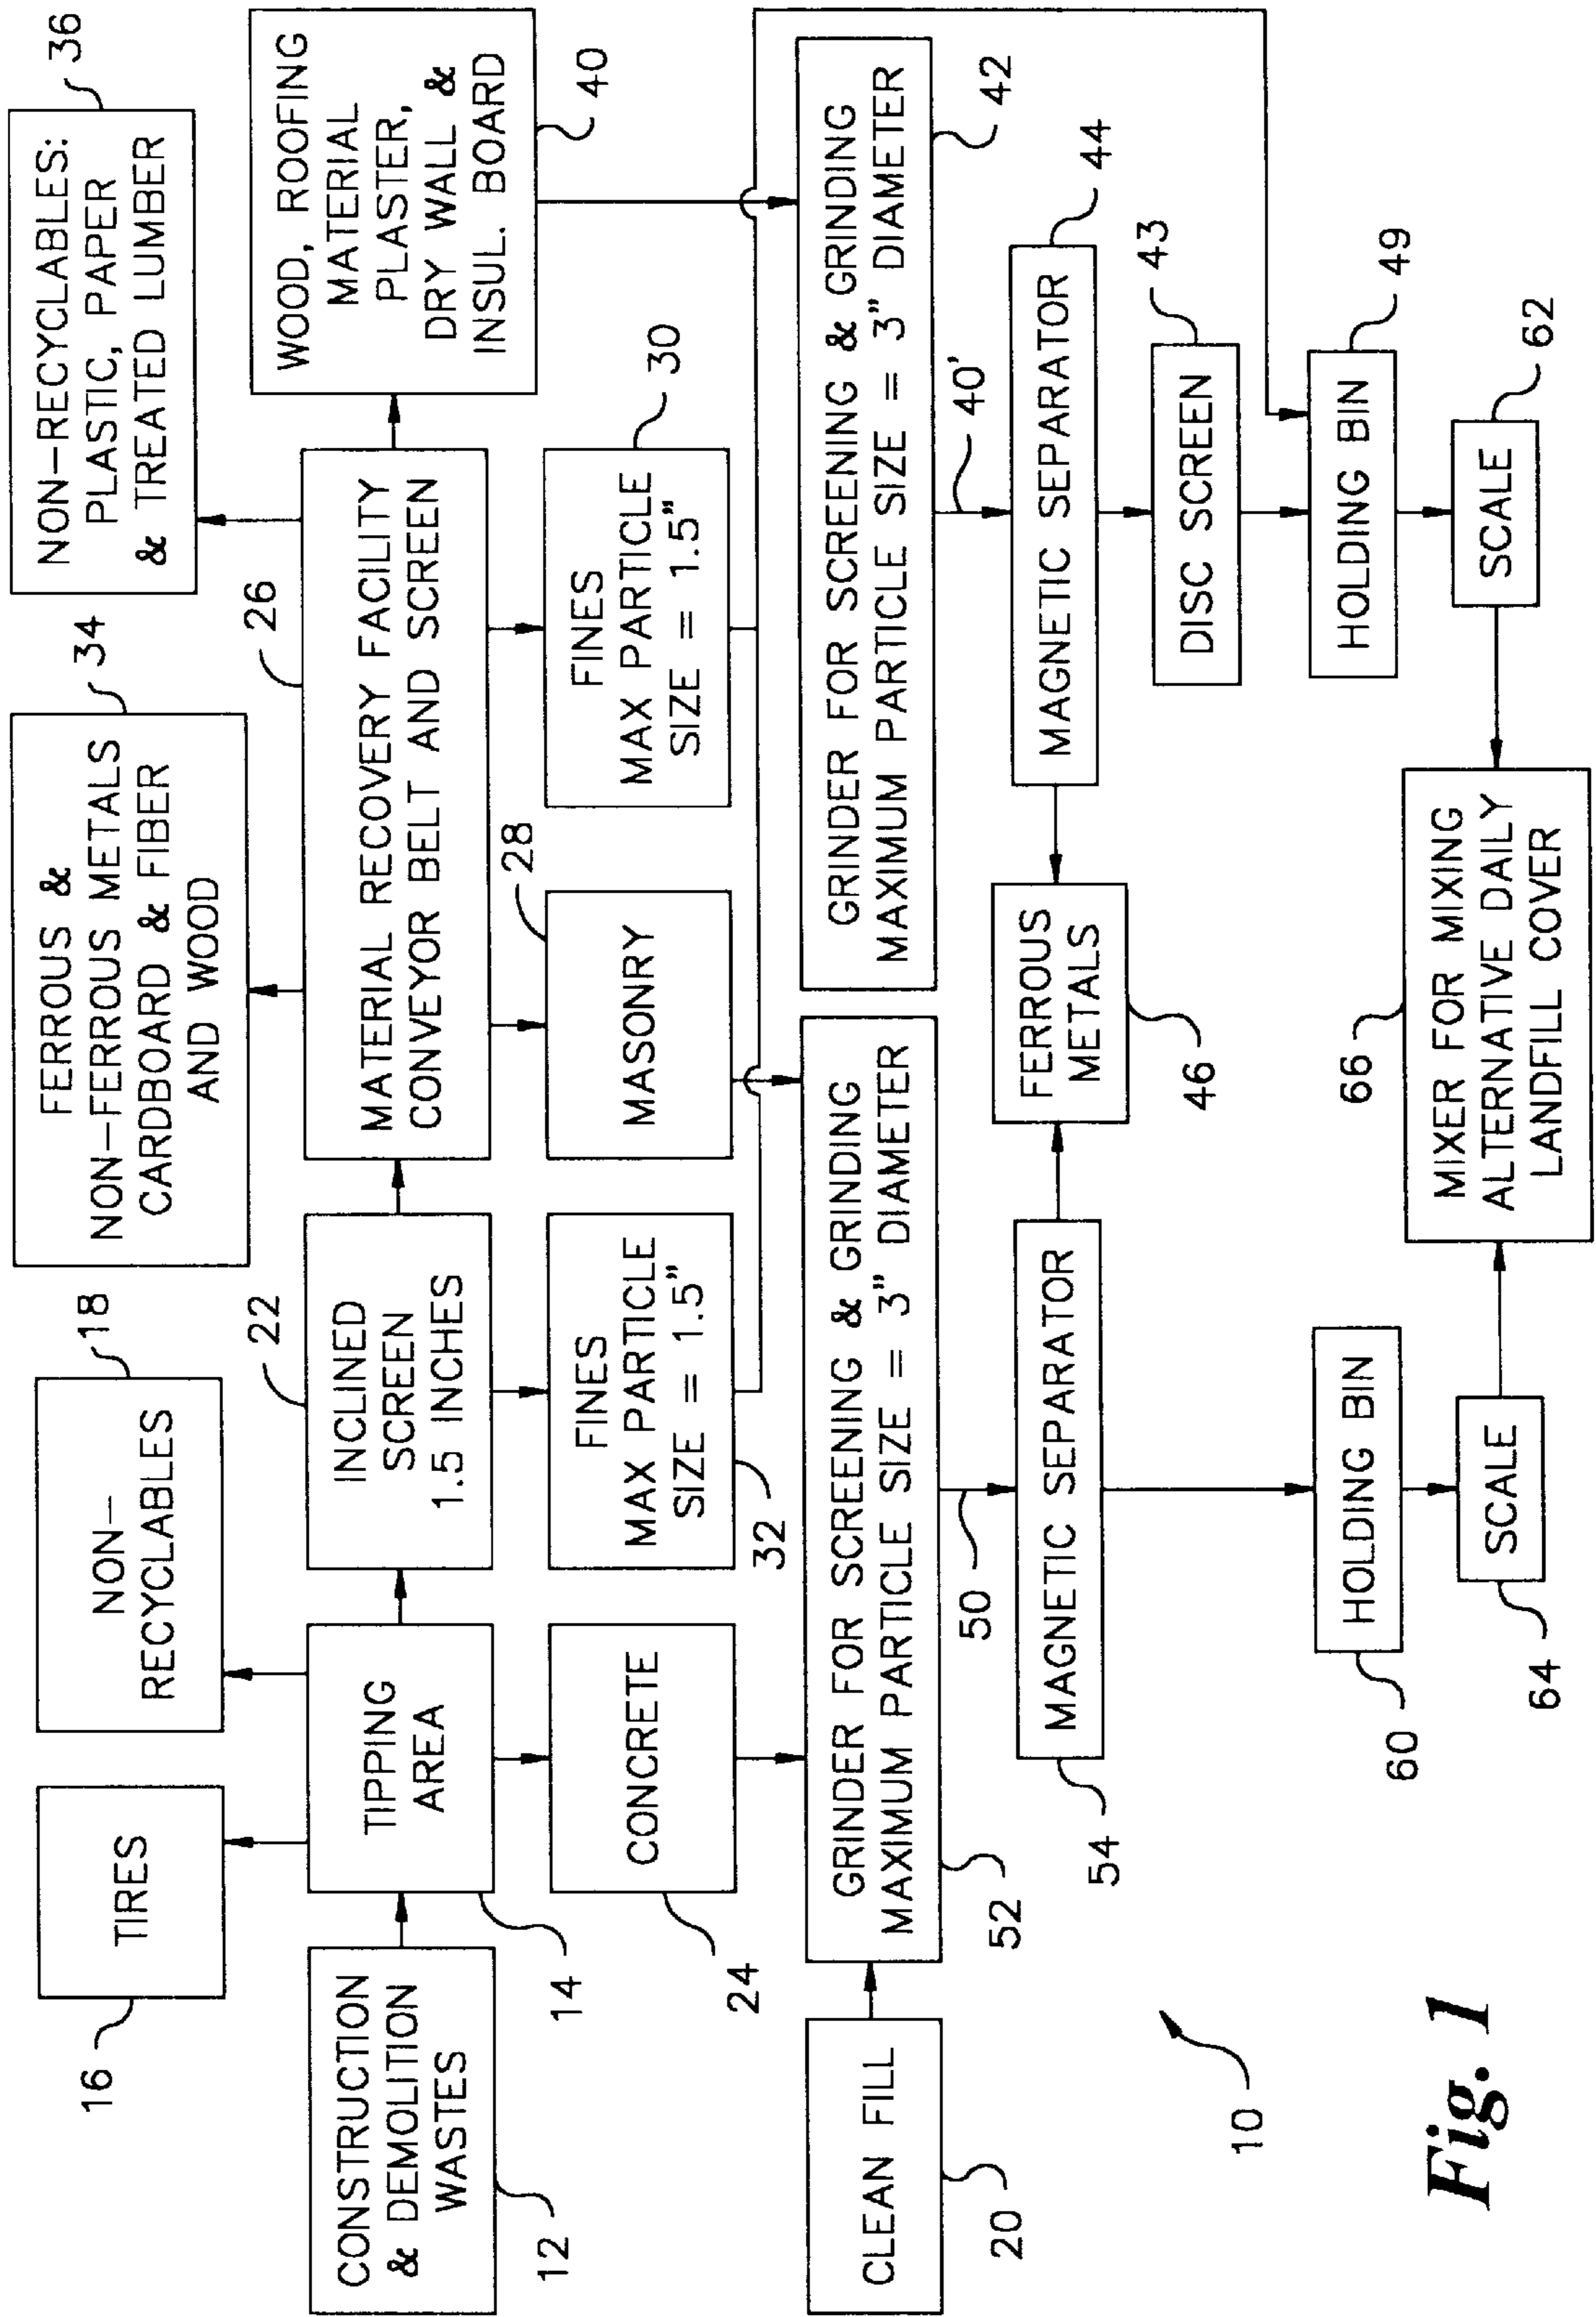 16
TIRES
NON-
RECYCLABLES
18
FERROUS &
NON-FERROUS METALS
CARDBOARD & FIBER
AND WOOD
34
NON-RECYCLABLES:
PLASTIC, PAPER
& TREATED LUMBER
36
CONSTRUCTION
& DEMOLITION
WASTES
12
TIPPING
AREA
14
INCLINED
SCREEN
1.5 INCHES
22
MATERIAL RECOVERY FACILITY
CONVEYOR BELT AND SCREEN
26
WOOD, ROOFING
MATERIAL
PLASTER,
DRY WALL &
INSUL. BOARD
40
CONCRETE
24
FINES
MAX PARTICLE
SIZE = 1.5"
32
MASONRY
28
FINES
MAX PARTICLE
SIZE = 1.5"
30
CLEAN FILL
20
GRINDER FOR SCREENING & GRINDING
MAXIMUM PARTICLE SIZE = 3" DIAMETER
52
GRINDER FOR SCREENING & GRINDING
MAXIMUM PARTICLE SIZE = 3" DIAMETER
42
50
40'
MAGNETIC SEPARATOR
54
FERROUS
METALS
46
MAGNETIC SEPARATOR
44
DISC SCREEN
43
10
HOLDING BIN
60
HOLDING BIN
49
SCALE
64
MIXER FOR MIXING
ALTERNATIVE DAILY
LANDFILL COVER
66
SCALE
62
Fig. 1